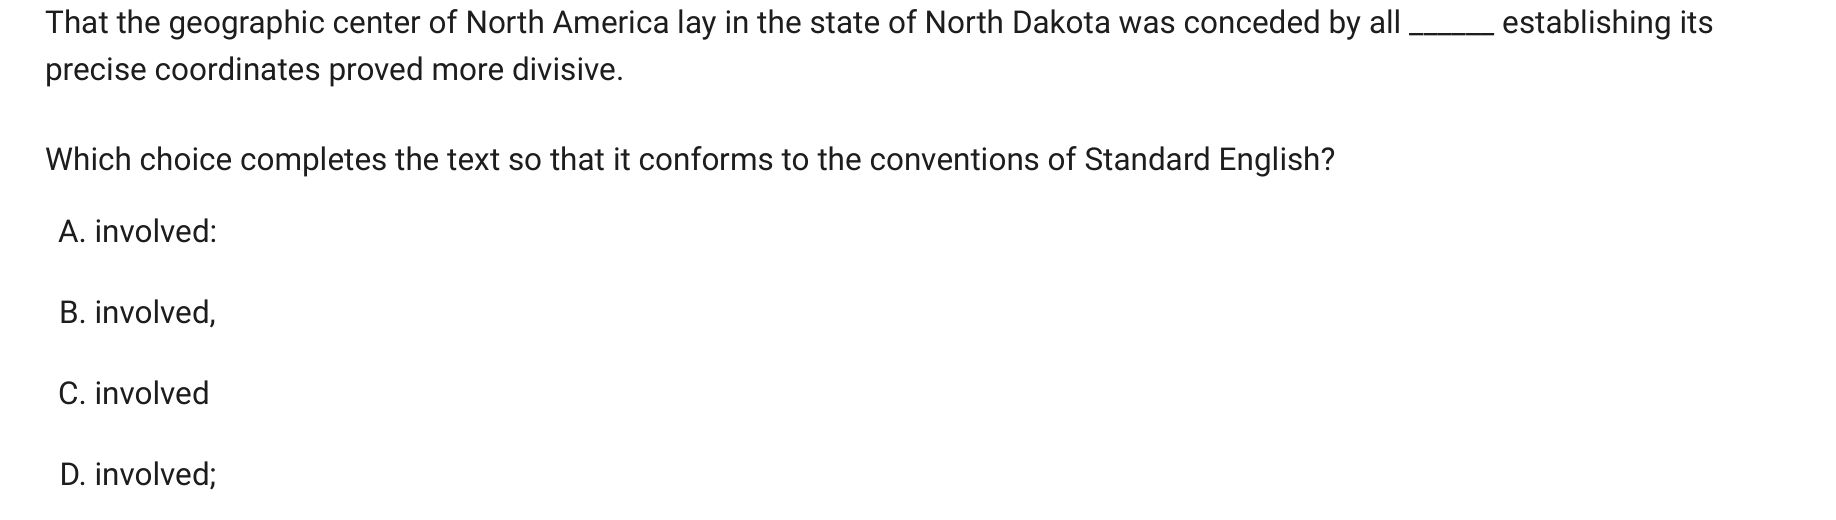 That the geographic center of North America lay in the state of North Dakota was conceded by all ______ establishing its
precise coordinates proved more divisive.
Which choice completes the text so that it conforms to the conventions of Standard English?
A. involved:
B. involved,
C. involved
D. involved;